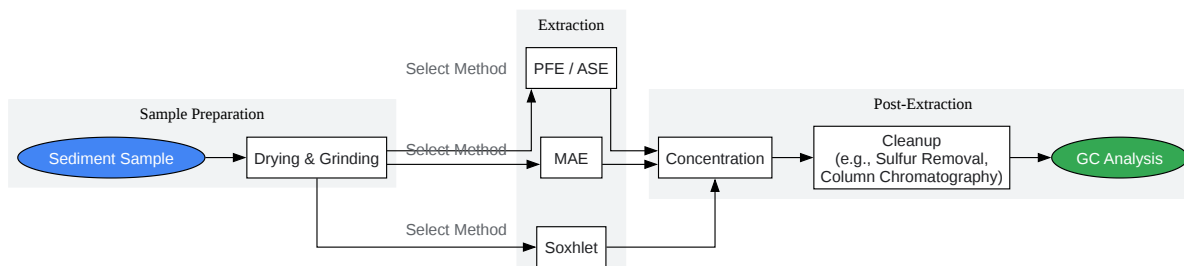 Extraction
Select Method
PFE / ASE
Sample Preparation
Post-Extraction
Sediment Sample
Drying & Grinding
Select Method
MAE
Concentration
Cleanup
(e.g., Sulfur Removal,
Column Chromatography)
GC Analysis
Select Method
Soxhlet